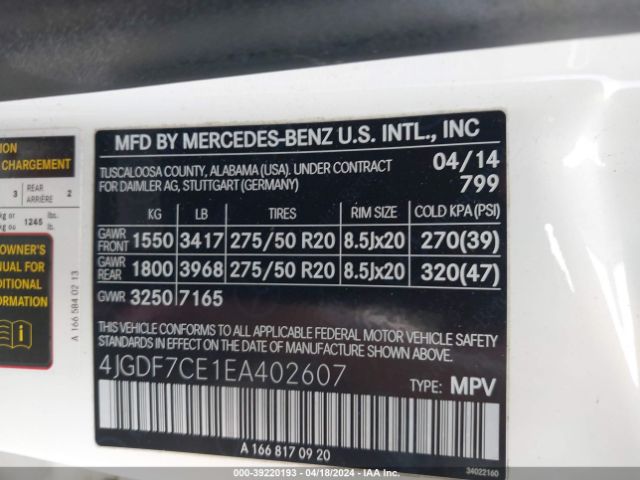 MFD BY MERCEDES-BENZ U.S. INTL., INC
TUSCALOOSA COUNTY, ALABAMA (USA). UNDER CONTRACT
FOR DAIMLER AG, STUTTGART (GERMANY)
04/14
799
KG LB TIRES RIM SIZE COLD KPA (PSI)
GAWR FRONT 1550 3417 275/50 R20 8.5Jx20 270(39)
GAWR REAR 1800 3968 275/50 R20 8.5Jx20 320(47)
GVWR 3250 7165
THIS VEHICLE CONFORMS TO ALL APPLICABLE FEDERAL MOTOR VEHICLE SAFETY
STANDARDS IN EFFECT ON THE DATE OF MANUFACTURE SHOWN ABOVE.
4JGDF7CE1EA402607
TYPE: MPV
A 166 817 09 20
34022160
CHARGEMENT
3 REAR ARRIÈRE 2
kg or 1245 lbs.
OWNER'S
FOR
A 166 584 02 13
000-39220193 - 04/18/2024 - IAA Inc.